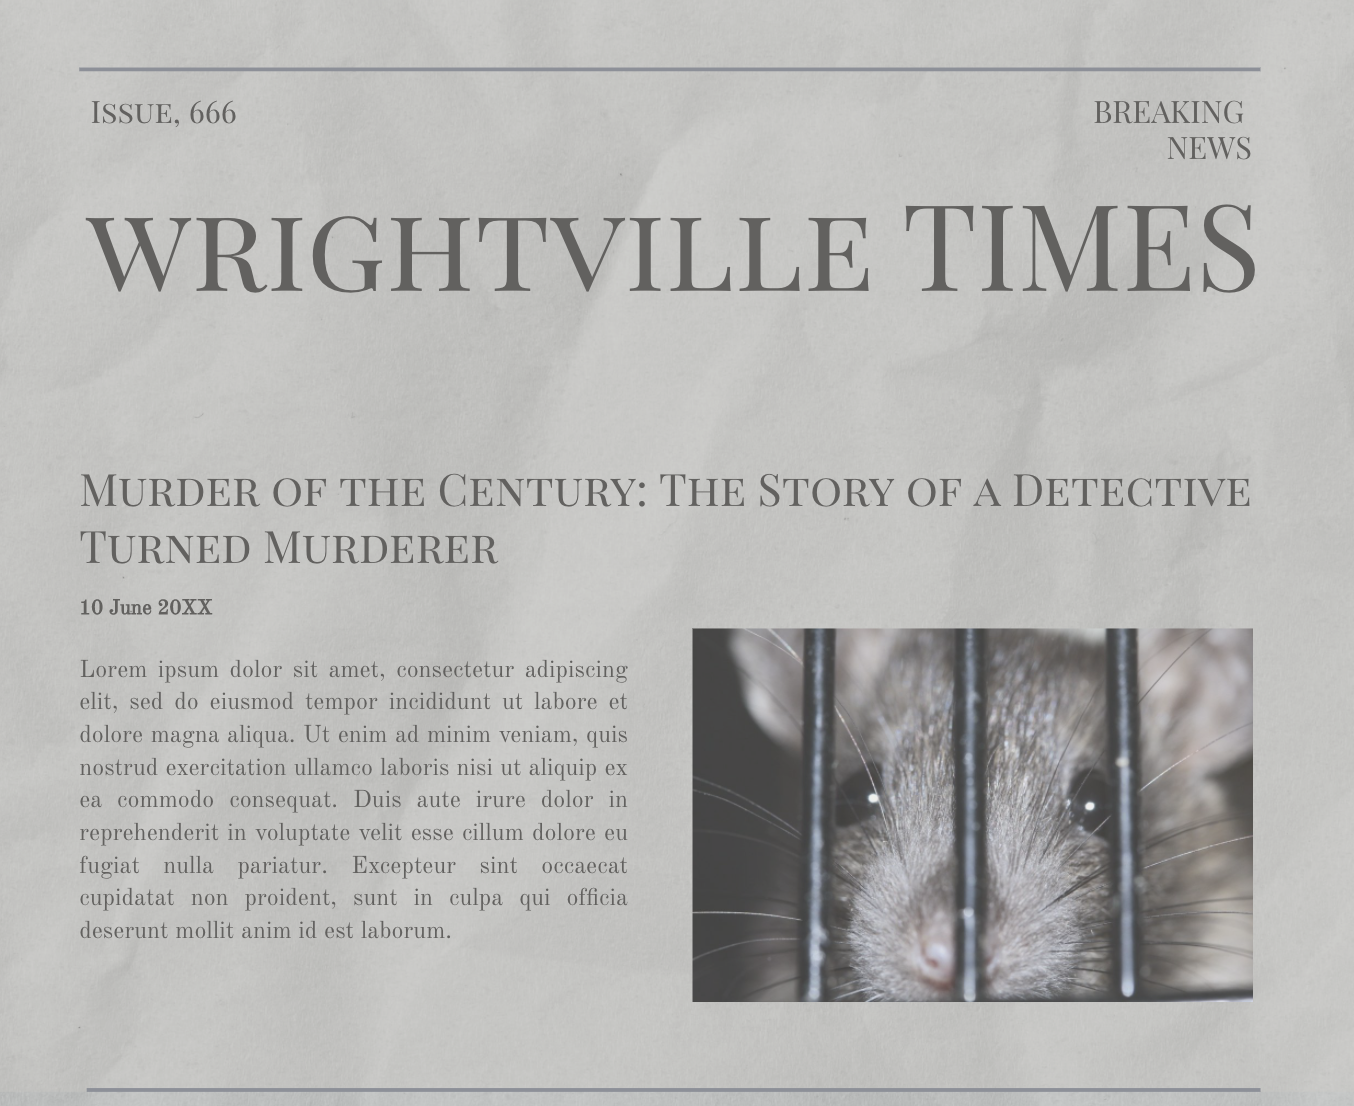 Issue, 666
BREAKING
NEWS
WRIGHTVILLE TIMES
Murder of the Century: The Story of a Detective
Turned Murderer
10 June 20XX
Lorem ipsum dolor sit amet, consectetur adipiscing
elit, sed do eiusmod tempor incididunt ut labore et
dolore magna aliqua. Ut enim ad minim veniam, quis
nostrud exercitation ullamco laboris nisi ut aliquip ex
ea commodo consequat. Duis aute irure dolor in
reprehenderit in voluptate velit esse cillum dolore eu
fugiat nulla pariatur. Excepteur sint occaecat
cupidatat non proident, sunt in culpa qui officia
deserunt mollit anim id est laborum.